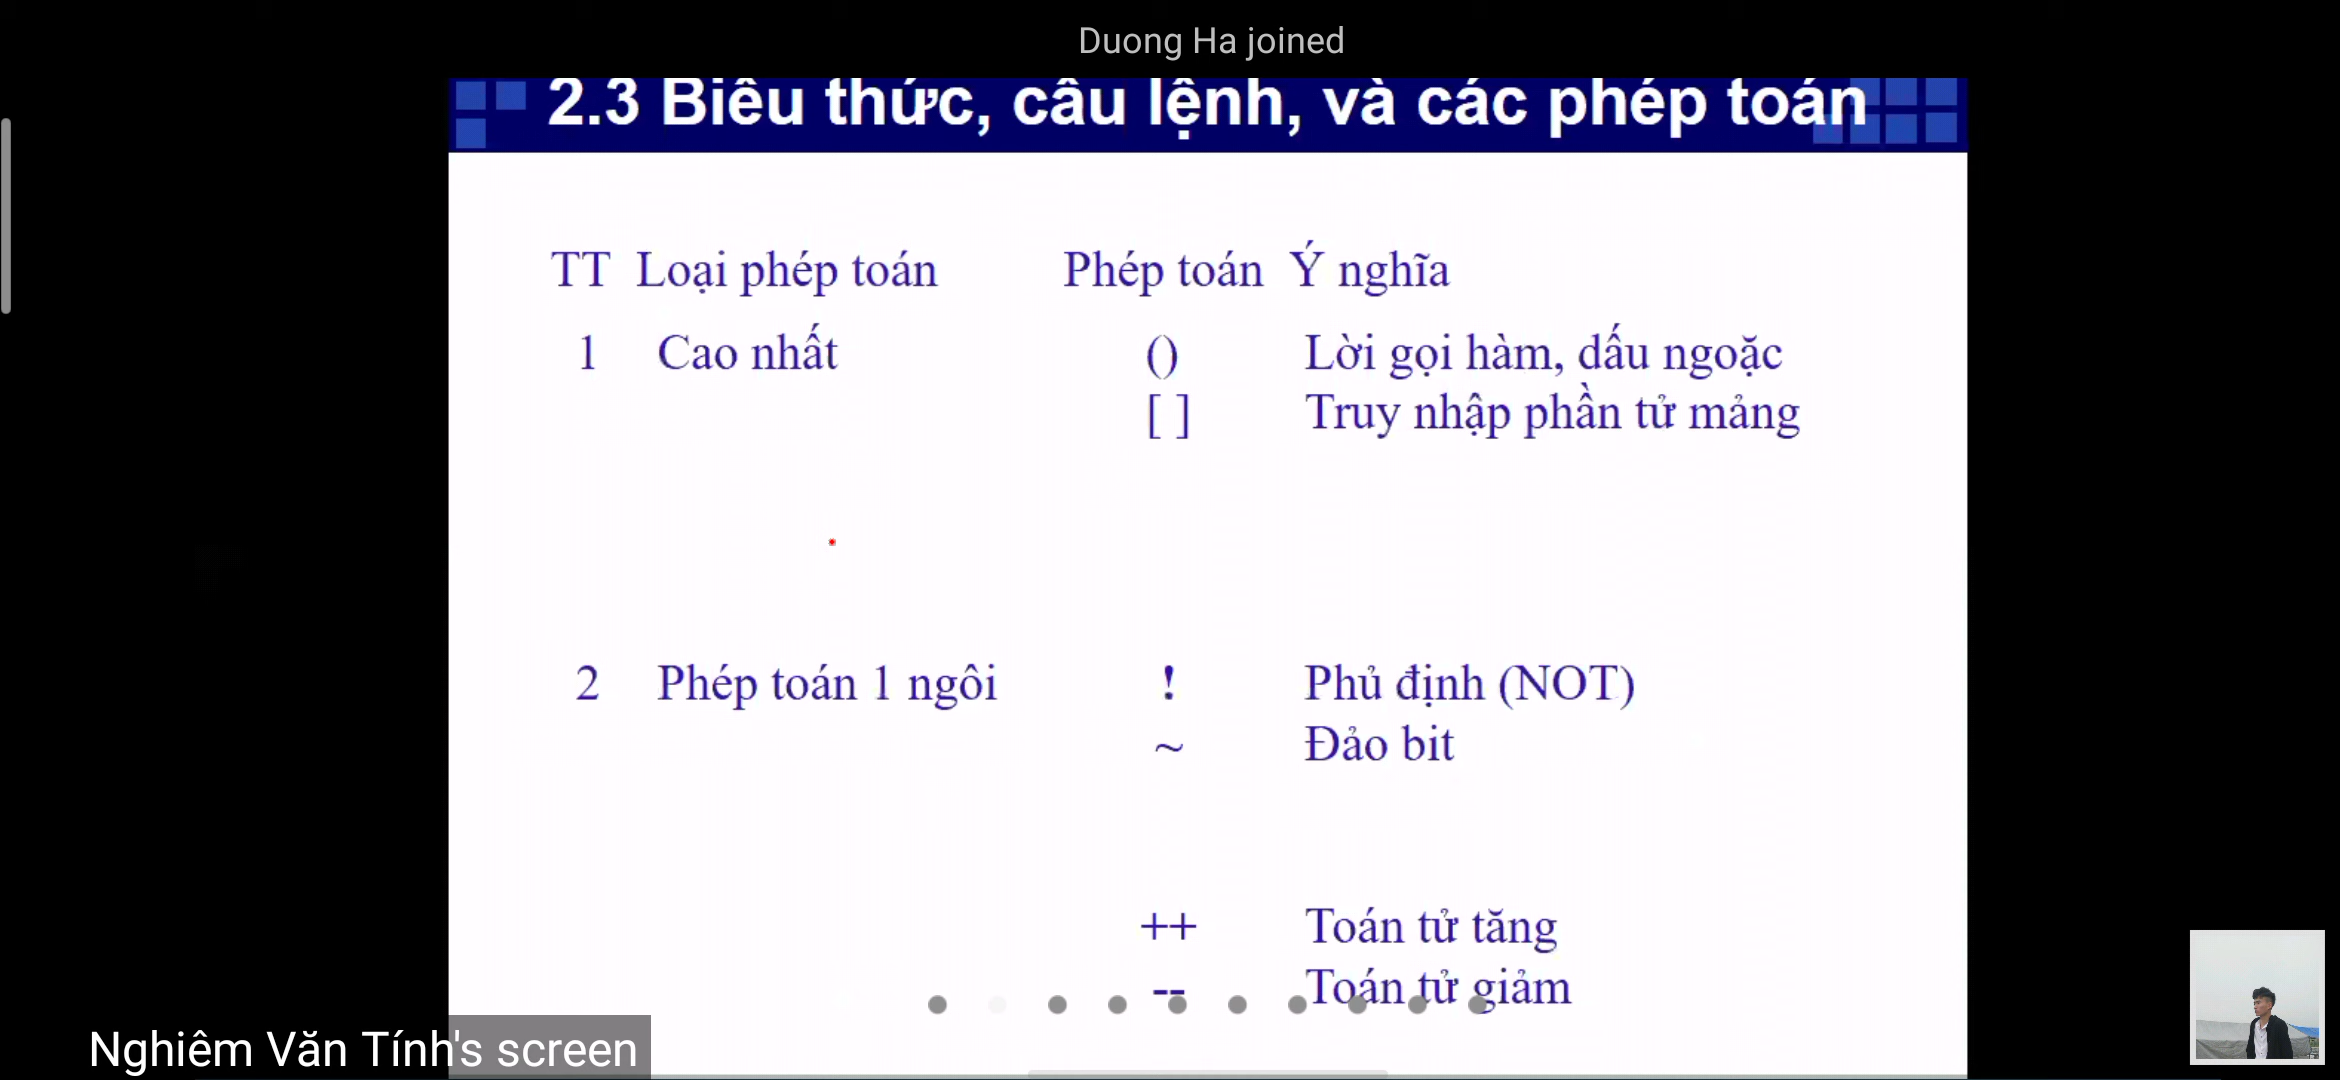 Duong Ha joined
2.3 Biểu thức, câu lệnh, và các phép toán
TT Loại phép toán Phép toán Ý nghĩa
1 Cao nhất () Lời gọi hàm, dấu ngoặc
[ ] Truy nhập phần tử mảng
2 Phép toán 1 ngôi ! Phủ định (NOT)
~ Đảo bit
++ Toán tử tăng
-- Toán tử giảm
Nghiêm Văn Tính's screen